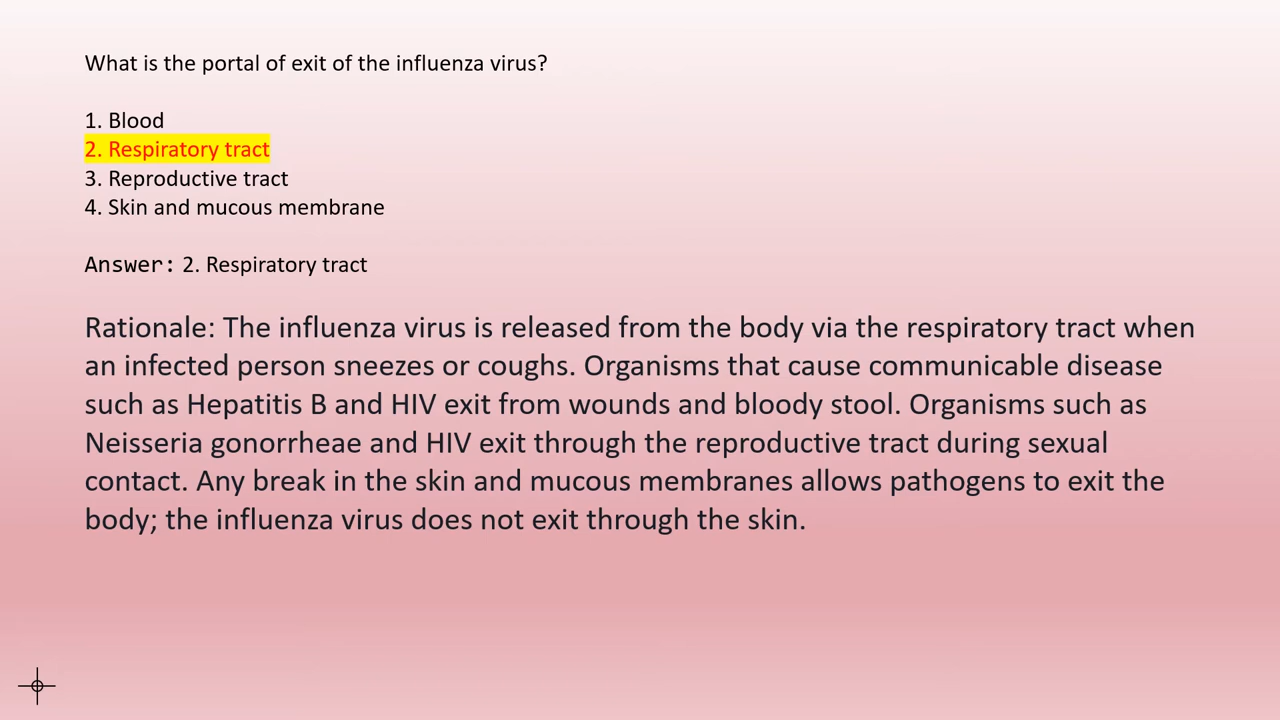 What is the portal of exit of the influenza virus?
1. Blood
2. Respiratory tract
3. Reproductive tract
4. Skin and mucous membrane
Answer: 2. Respiratory tract
Rationale: The influenza virus is released from the body via the respiratory tract when
an infected person sneezes or coughs. Organisms that cause communicable disease
such as Hepatitis B and HIV exit from wounds and bloody stool. Organisms such as
Neisseria gonorrheae and HIV exit through the reproductive tract during sexual
contact. Any break in the skin and mucous membranes allows pathogens to exit the
body; the influenza virus does not exit through the skin.